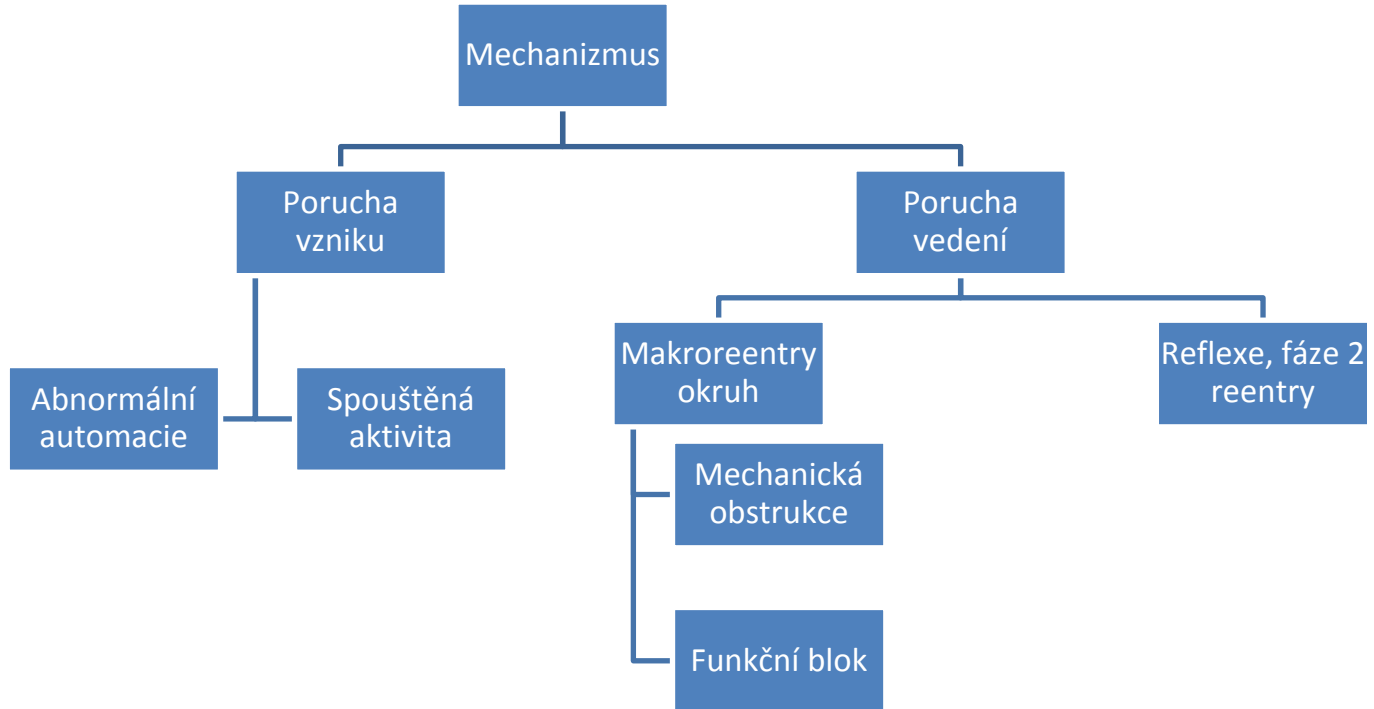 Mechanizmus
Porucha
vzniku
Porucha
vedení
Abnormální
automacie
Spouštěná
aktivita
Makroreentry
okruh
Reflexe, fáze 2
reentry
Mechanická
obstrukce
Funkční blok